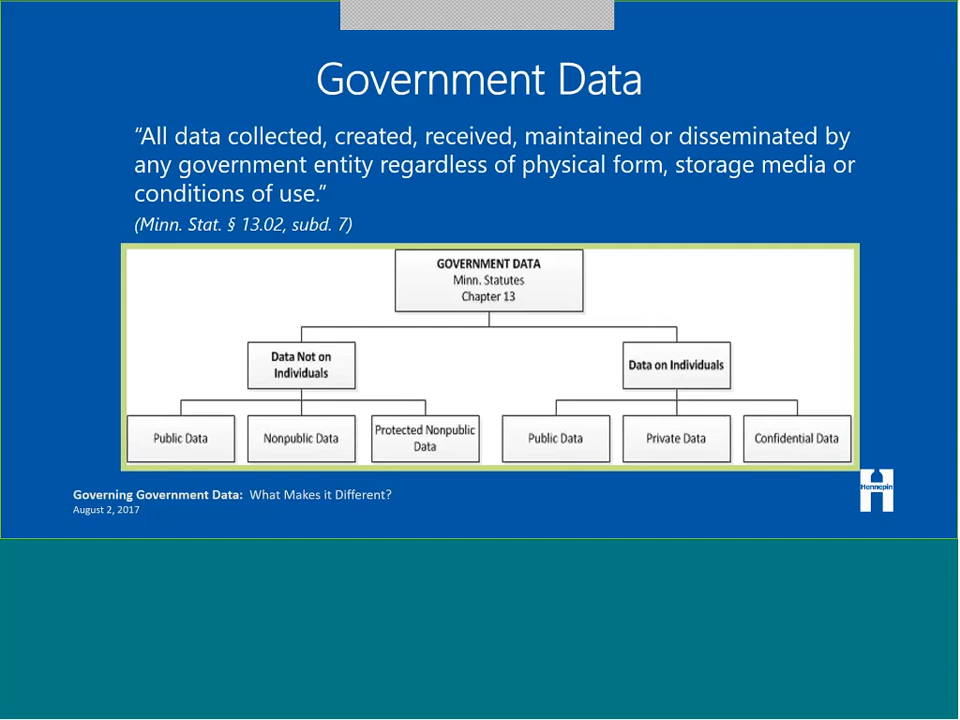 Government Data
“All data collected, created, received, maintained or disseminated by
any government entity regardless of physical form, storage media or
conditions of use.”
(Minn. Stat. § 13.02, subd. 7)
GOVERNMENT DATA
Minn. Statutes
Chapter 13
Data Not on
Individuals
Data on Individuals
Public Data
Nonpublic Data
Protected Nonpublic
Data
Public Data
Private Data
Confidential Data
Governing Government Data: What Makes it Different?
August 2, 2017
Hennepin